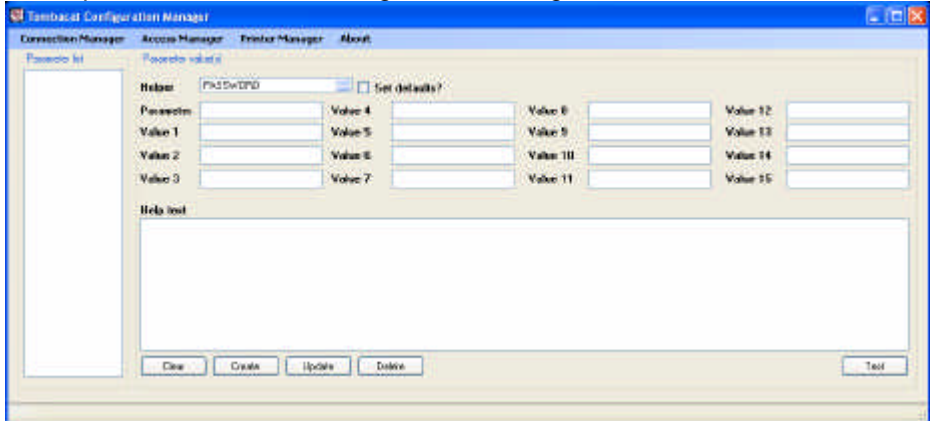 Tambacat Configuration Manager
Connection Manager Access Manager Printer Manager About
Parameter list Parameter value(s)
Helper PASSWORD Set defaults?
Parameter Value 4 Value 8 Value 12
Value 1 Value 5 Value 9 Value 13
Value 2 Value 6 Value 10 Value 14
Value 3 Value 7 Value 11 Value 15
Help text
Clear Create Update Delete Test